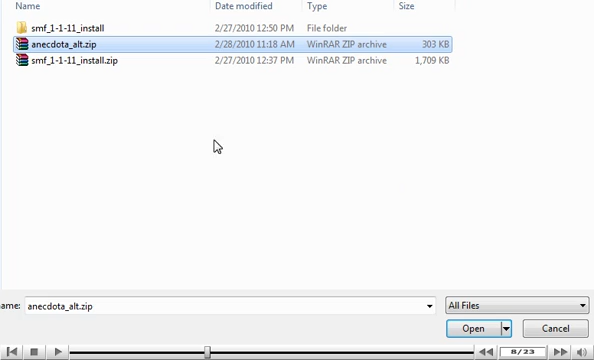 Name Date modified Type Size
smf_1-1-11_install 2/27/2010 12:50 PM File folder
anecdota_alt.zip 2/28/2010 11:18 AM WinRAR ZIP archive 303 KB
smf_1-1-11_install.zip 2/27/2010 12:37 PM WinRAR ZIP archive 1,709 KB
ame: anecdota_alt.zip All Files
Open Cancel
8/23